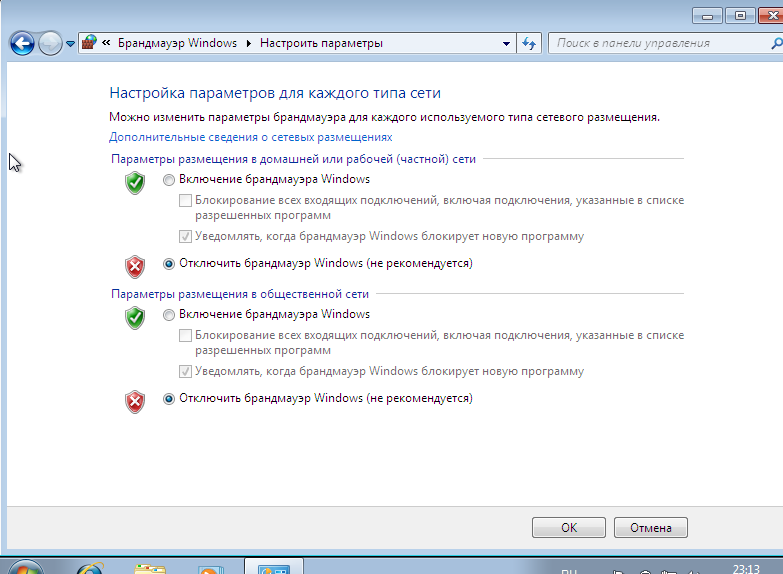 « Брандмауэр Windows ▸ Настроить параметры
Поиск в панели управления
Настройка параметров для каждого типа сети
Можно изменить параметры брандмауэра для каждого используемого типа сетевого размещения.
Дополнительные сведения о сетевых размещениях
Параметры размещения в домашней или рабочей (частной) сети
Включение брандмауэра Windows
Блокирование всех входящих подключений, включая подключения, указанные в списке
разрешенных программ
Уведомлять, когда брандмауэр Windows блокирует новую программу
Отключить брандмауэр Windows (не рекомендуется)
Параметры размещения в общественной сети
Включение брандмауэра Windows
Блокирование всех входящих подключений, включая подключения, указанные в списке
разрешенных программ
Уведомлять, когда брандмауэр Windows блокирует новую программу
Отключить брандмауэр Windows (не рекомендуется)
ОК Отмена
23:13